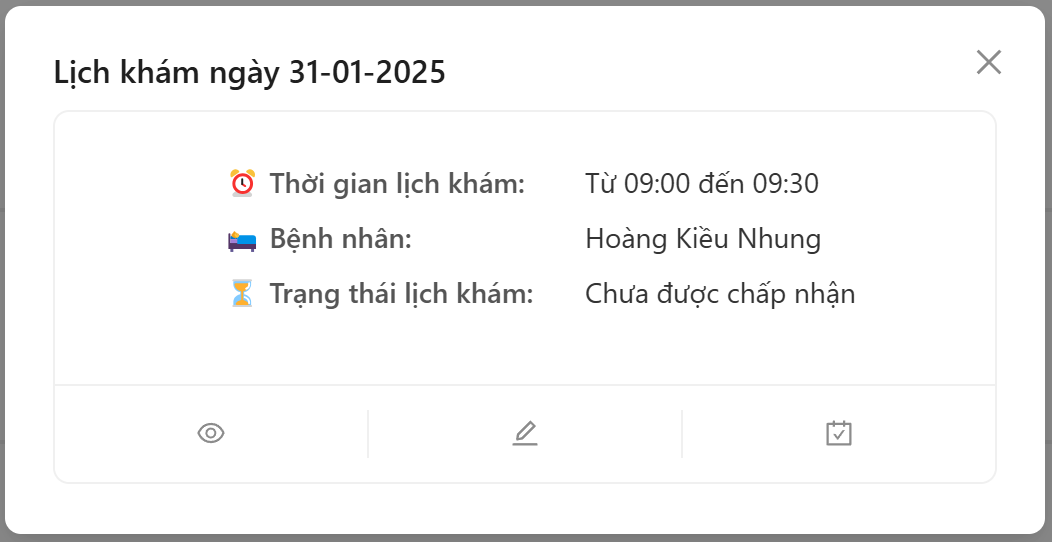 Lịch khám ngày 31-01-2025
Thời gian lịch khám: Từ 09:00 đến 09:30
Bệnh nhân: Hoàng Kiều Nhung
Trạng thái lịch khám: Chưa được chấp nhận